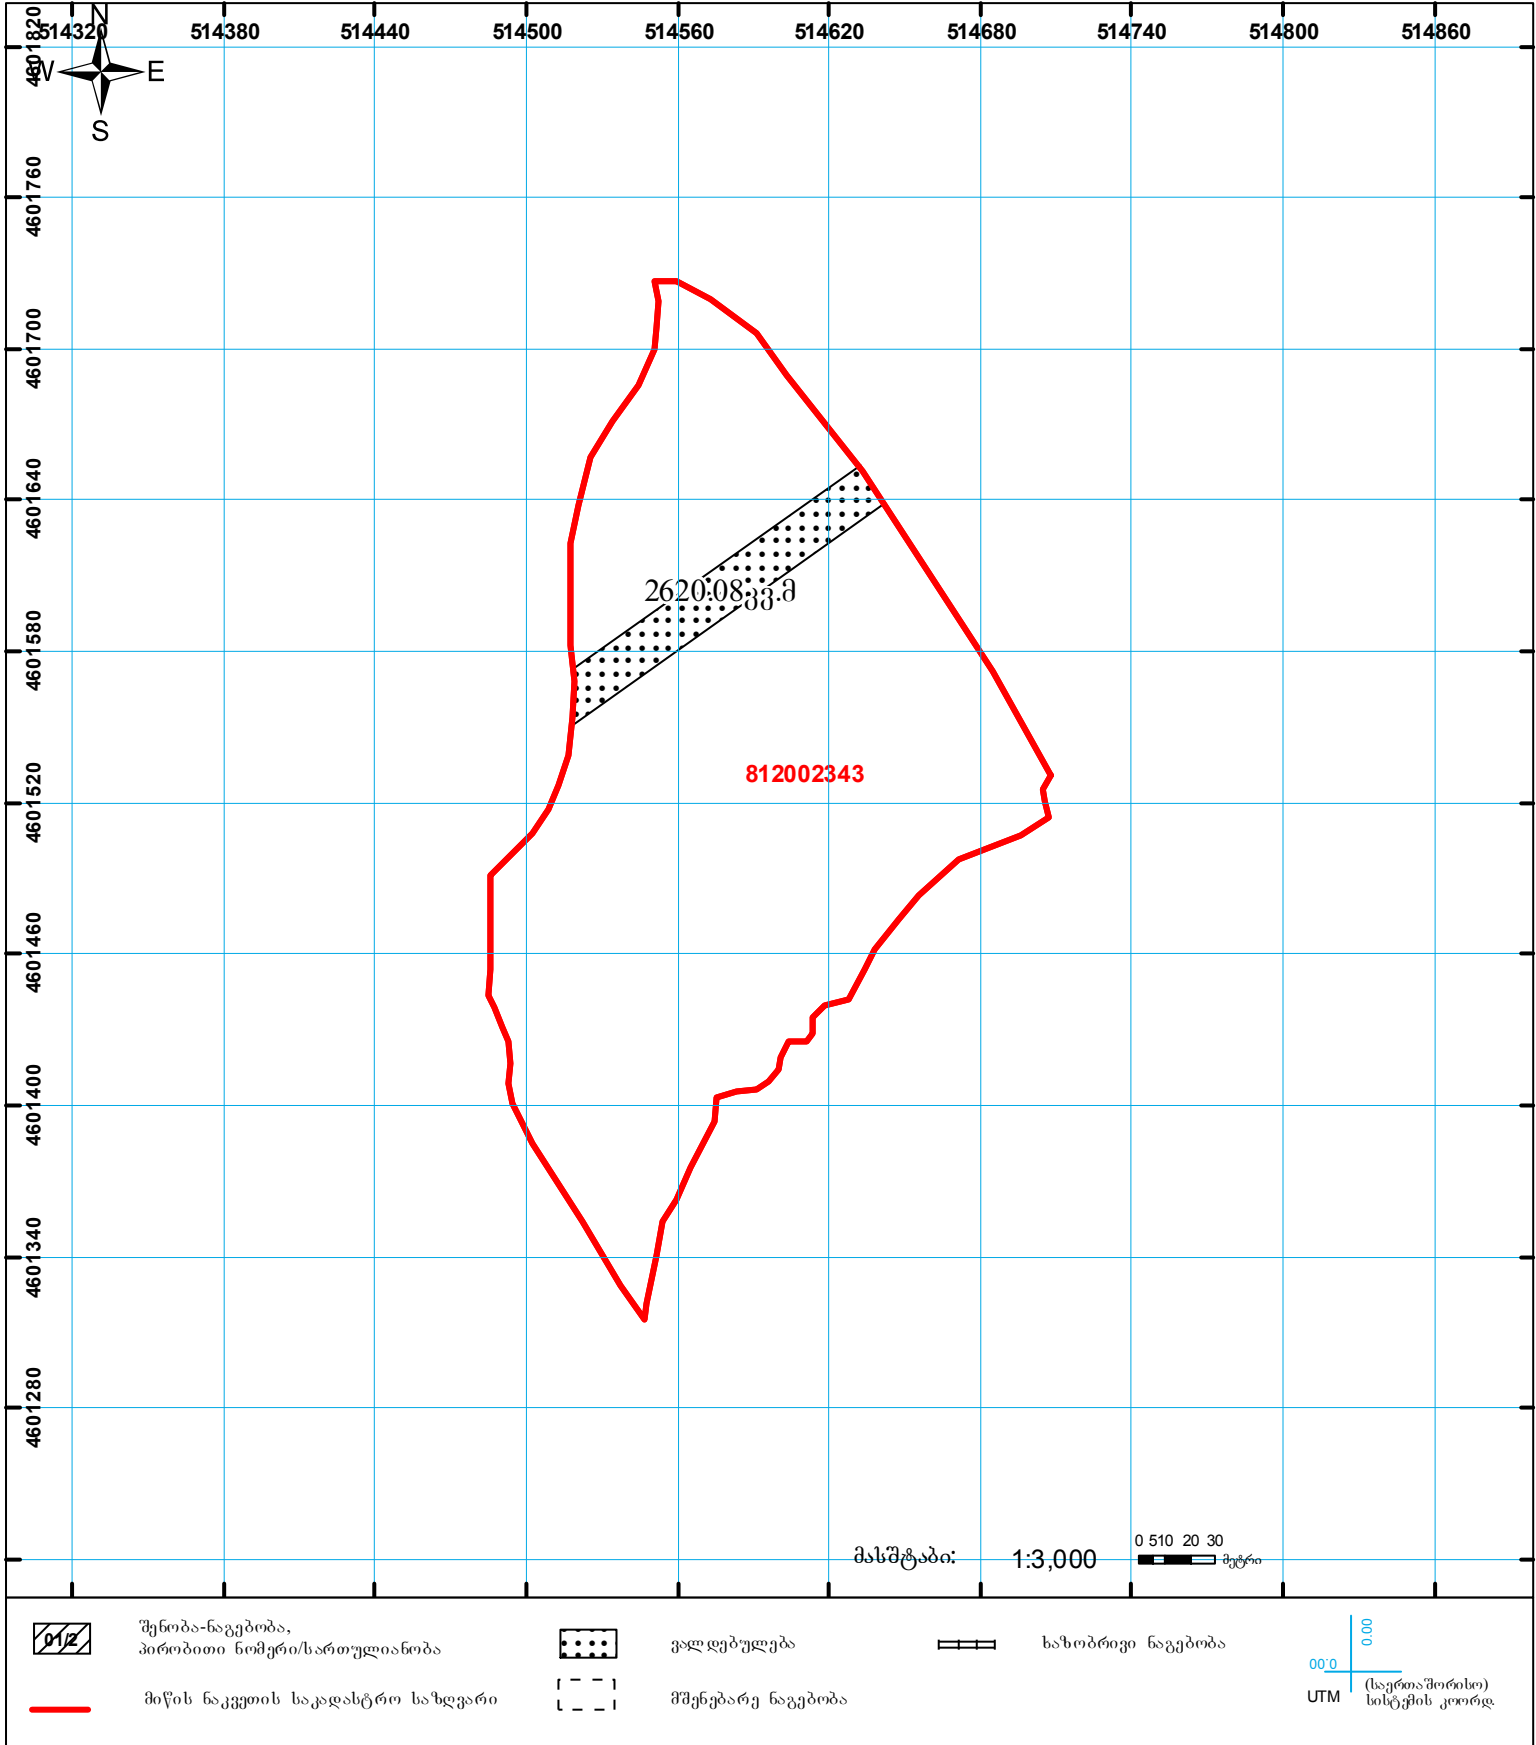 N
514320 514380 514440 514500 514560 514620 514680 514740 514800 514860
4601820
W E
S
4601760
4601700
4601640
2620.08კვ.მ
4601580
812002343
4601520
4601460
4601400
4601340
4601280
მასშტაბი: 1:3,000
0 510 20 30
მეტრი
01/2
შენობა-ნაგებობა,
პირობითი ნომერი/სართულიანობა
ვალდებულება
ხაზობრივი ნაგებობა
მიწის ნაკვეთის საკადასტრო საზღვარი
მშენებარე ნაგებობა
00.0
0.00
UTM
(საერთაშორისო)
სისტემის კოორდ.